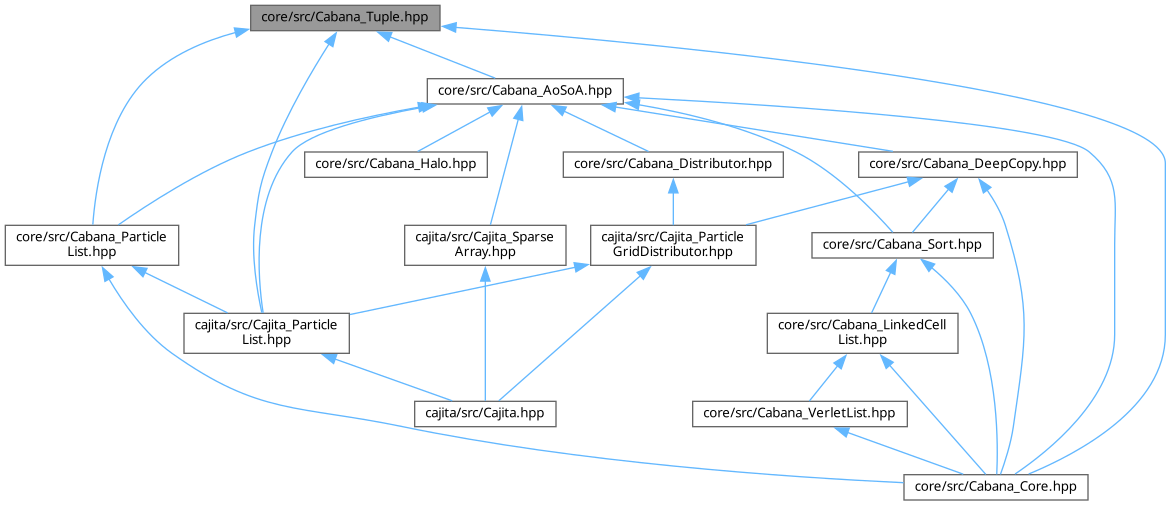 core/src/Cabana_Tuple.hpp
core/src/Cabana_AoSoA.hpp
core/src/Cabana_Halo.hpp
core/src/Cabana_Distributor.hpp
core/src/Cabana_DeepCopy.hpp
core/src/Cabana_Particle
List.hpp
cajita/src/Cajita_Sparse
Array.hpp
cajita/src/Cajita_Particle
GridDistributor.hpp
core/src/Cabana_Sort.hpp
cajita/src/Cajita_Particle
List.hpp
core/src/Cabana_LinkedCell
List.hpp
cajita/src/Cajita.hpp
core/src/Cabana_VerletList.hpp
core/src/Cabana_Core.hpp